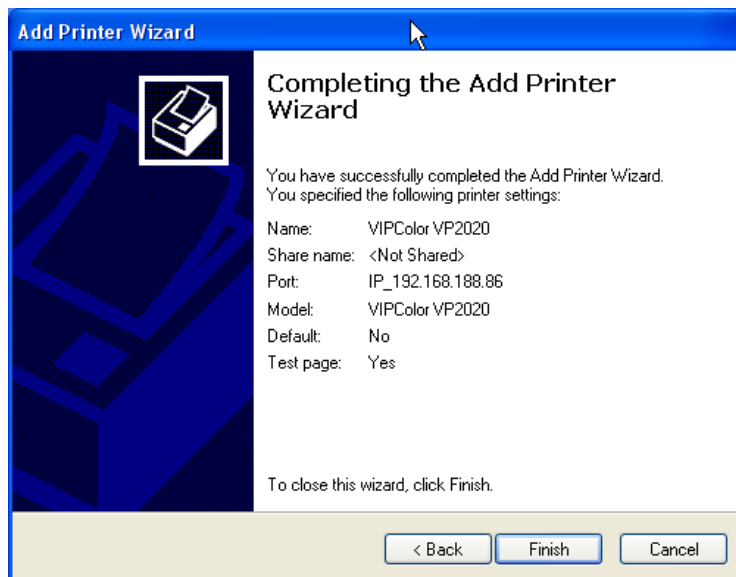 Add Printer Wizard
Completing the Add Printer
Wizard
You have successfully completed the Add Printer Wizard.
You specified the following printer settings:
Name: VIPColor VP2020
Share name: <Not Shared>
Port: IP_192.168.188.86
Model: VIPColor VP2020
Default: No
Test page: Yes
To close this wizard, click Finish.
< Back Finish Cancel